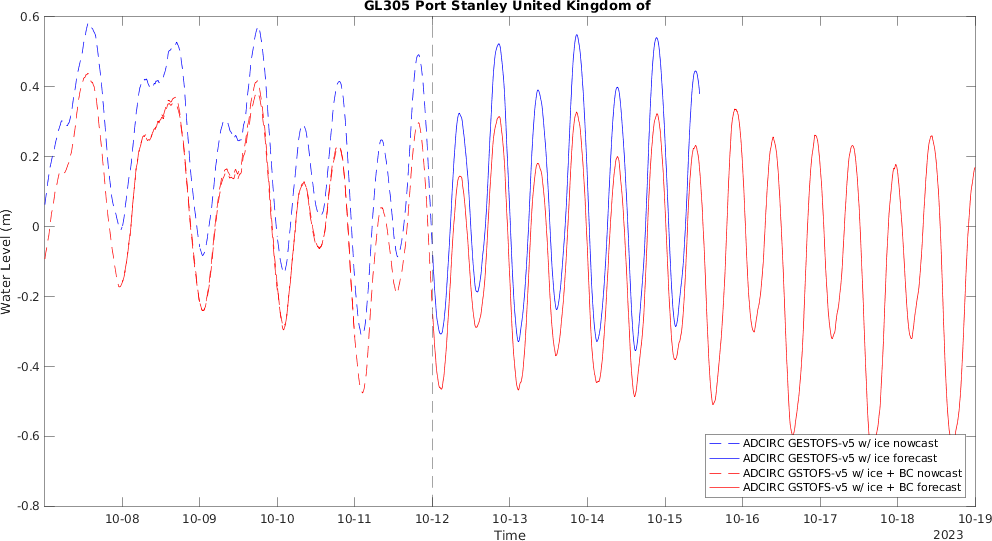 GL305 Port Stanley United Kingdom of
0.6
0.4
0.2
0
-0.2
-0.4
-0.6
-0.8
Water Level (m)
ADCIRC GESTOFS-v5 w/ ice nowcast
ADCIRC GESTOFS-v5 w/ ice forecast
ADCIRC GSTOFS-v5 w/ ice + BC nowcast
ADCIRC GSTOFS-v5 w/ ice + BC forecast
10-08 10-09 10-10 10-11 10-12 10-13 10-14 10-15 10-16 10-17 10-18 10-19
Time
2023